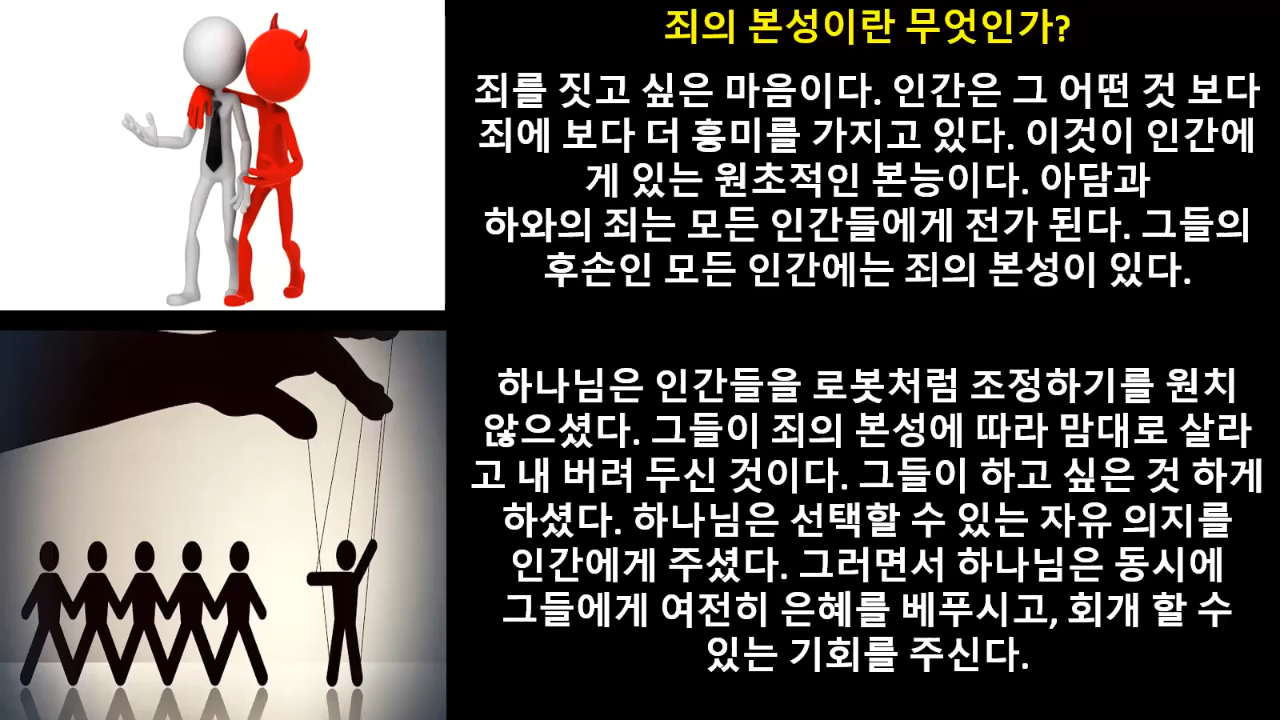 죄의 본성이란 무엇인가?
죄를 짓고 싶은 마음이다. 인간은 그 어떤 것 보다
죄에 보다 더 흥미를 가지고 있다. 이것이 인간에
게 있는 원초적인 본능이다. 아담과
하와의 죄는 모든 인간들에게 전가 된다. 그들의
후손인 모든 인간에는 죄의 본성이 있다.
하나님은 인간들을 로봇처럼 조정하기를 원치
않으셨다. 그들이 죄의 본성에 따라 맘대로 살라
고 내 버려 두신 것이다. 그들이 하고 싶은 것 하게
하셨다. 하나님은 선택할 수 있는 자유 의지를
인간에게 주셨다. 그러면서 하나님은 동시에
그들에게 여전히 은혜를 베푸시고, 회개 할 수
있는 기회를 주신다.